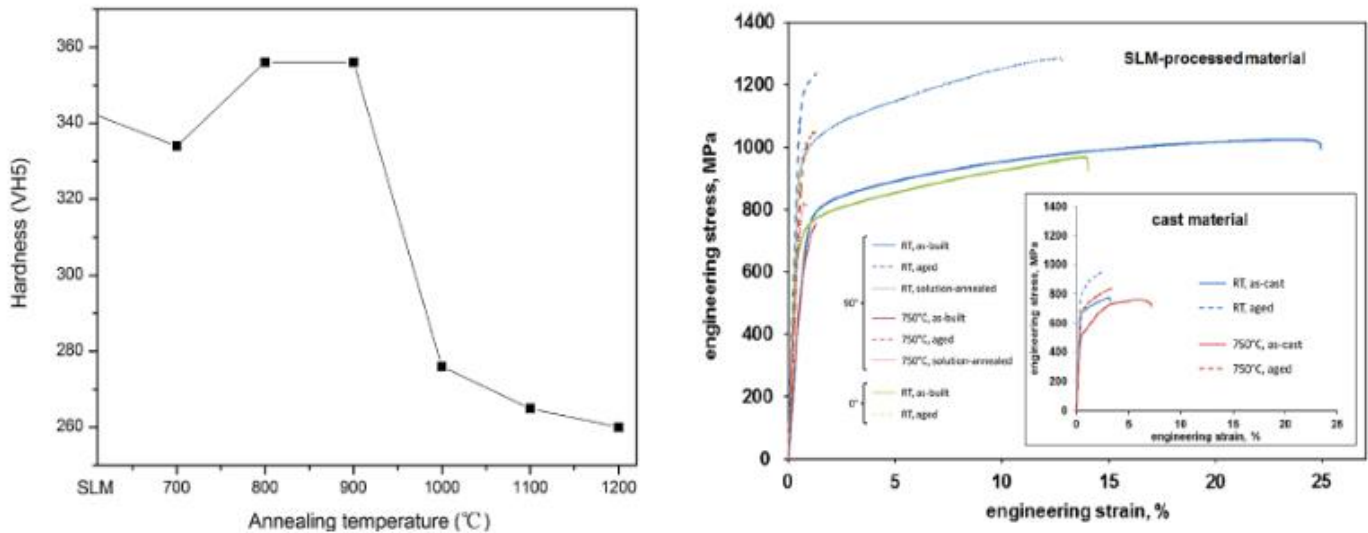 360
340
320
300
280
260
Hardness (VH5)
SLM
700
800
900
1000
1100
1200
Annealing temperature (℃)
1400
1200
1000
800
600
400
200
0
engineering stress, MPa
SLM-processed material
90°
RT, as-built
RT, aged
RT, solution-annealed
750°C, as-built
750°C, aged
750°C, solution-annealed
0°
RT, as-built
RT, aged
0
5
10
15
20
25
engineering strain, %
cast material
1400
1200
1000
800
600
400
200
0
engineering stress, MPa
RT, as-cast
RT, aged
750°C, as-cast
750°C, aged
0
5
10
15
20
25
engineering strain, %